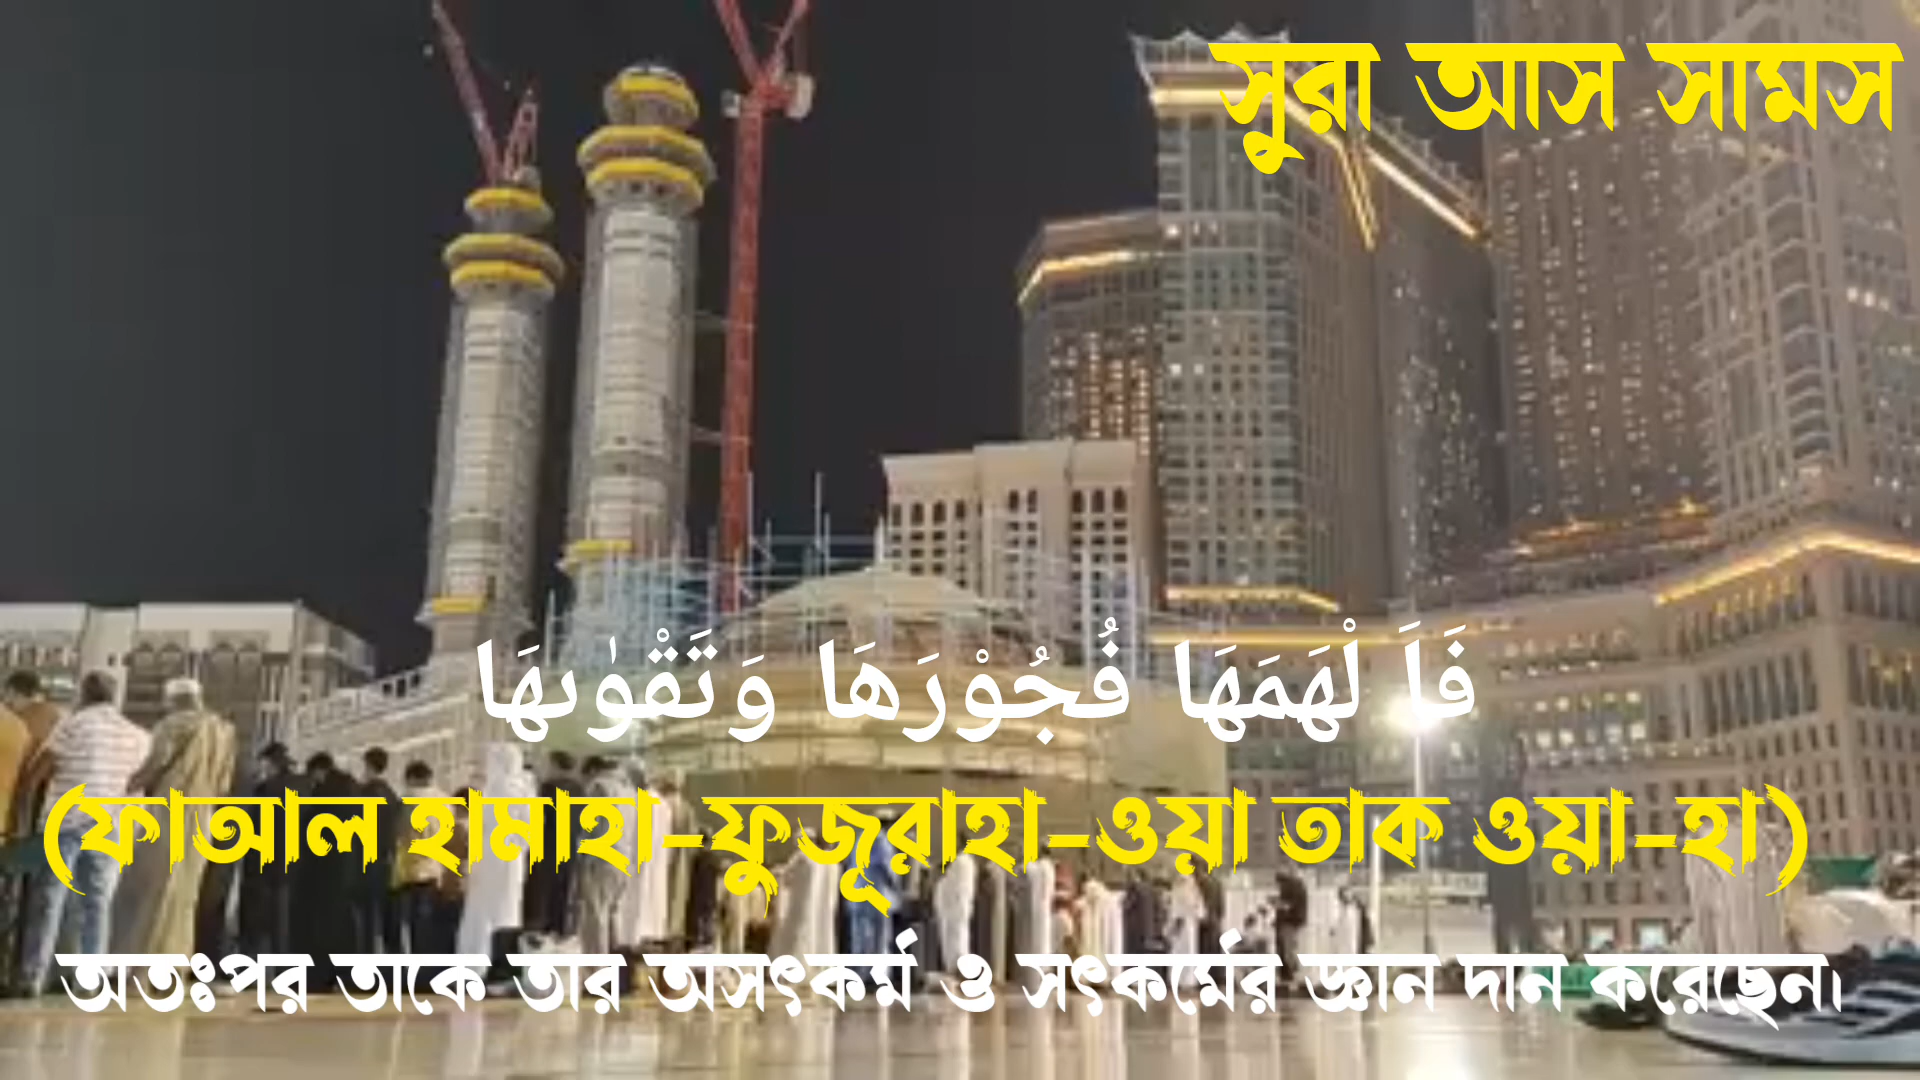 সুরা আস সামস
فَاَ لْهَمَهَا فُجُوْرَهَا وَتَقْوٰىهَا
(ফাআল হামাহা-ফুজূরাহা-ওয়া তাক ওয়া-হা)
অতঃপর তাকে তার অসৎকর্ম ও সৎকর্মের জ্ঞান দান করেছেন।